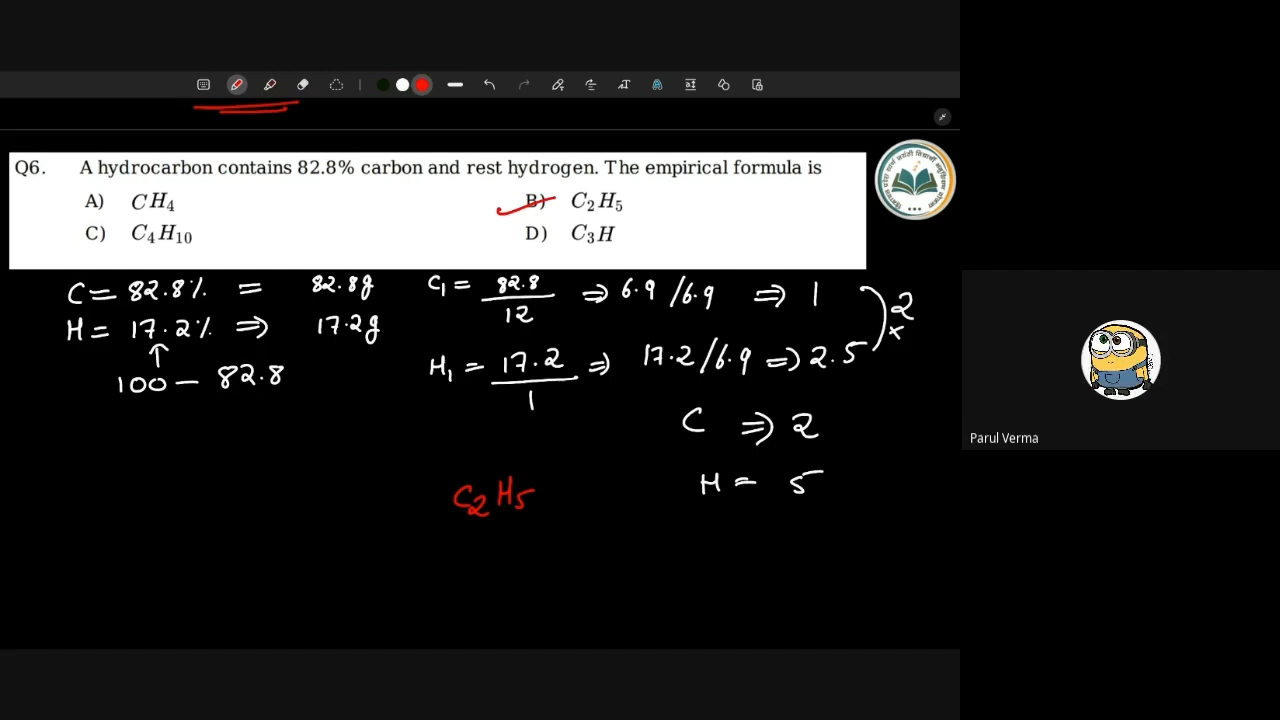 Q6. A hydrocarbon contains 82.8% carbon and rest hydrogen. The empirical formula is
A) CH₄ B) C₂H₅
C) C₄H₁₀ D) C₃H
C = 82.8% = 82.8g C₁ = 82.8/12 ⇒ 6.9/6.9 ⇒ 1
H = 17.2% ⇒ 17.2g H₁ = 17.2/1 ⇒ 17.2/6.9 ⇒ 2.5 ) 2 ×
↑
100 – 82.8
C ⇒ 2
H = 5
C₂H₅
Parul Verma